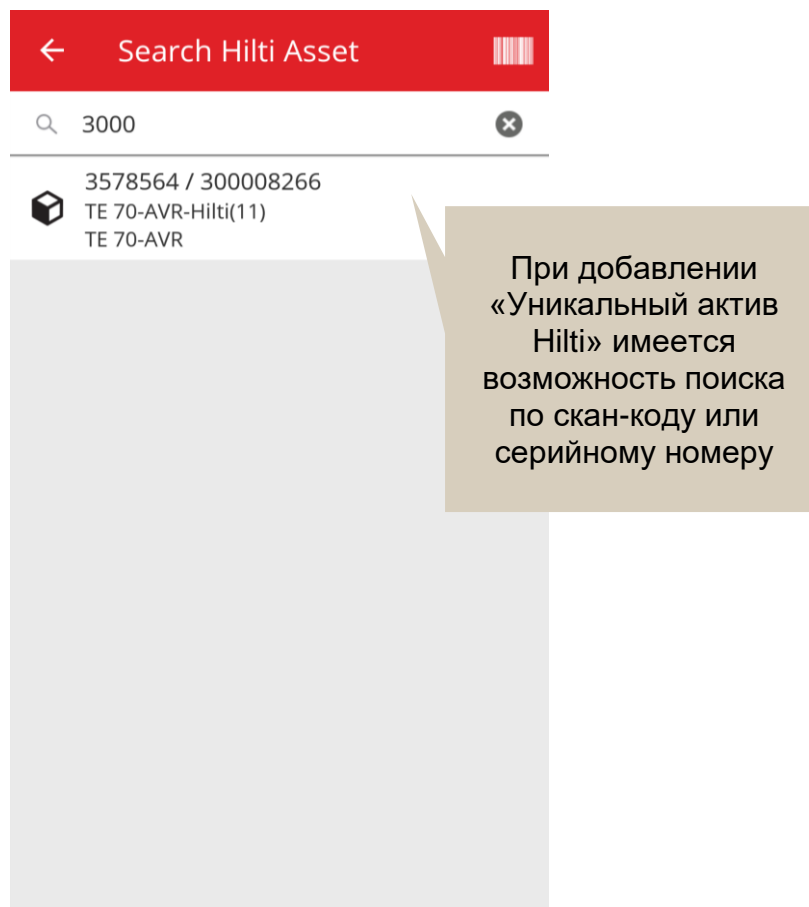 Search Hilti Asset
3000
3578564 / 300008266
TE 70-AVR-Hilti(11)
TE 70-AVR
При добавлении
«Уникальный актив
Hilti» имеется
возможность поиска
по скан-коду или
серийному номеру